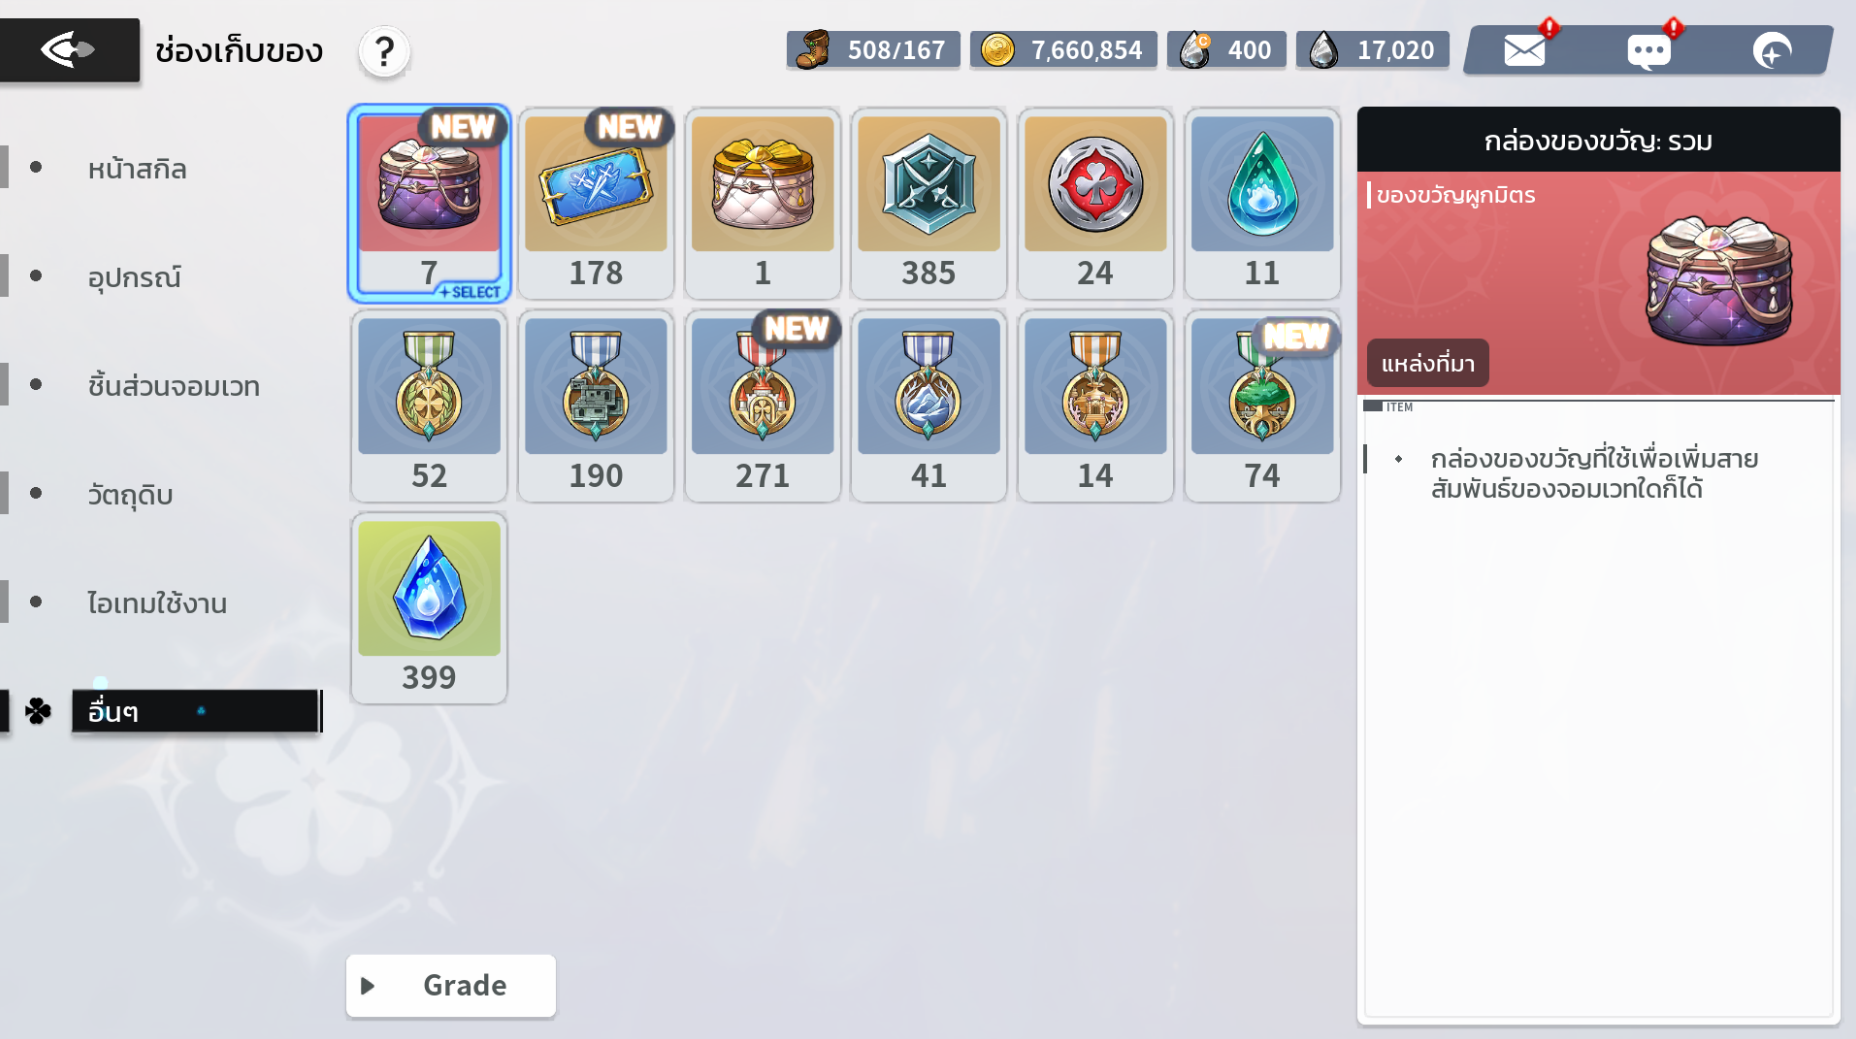 ช่องเก็บของ
?
508/167
7,660,854
400
17,020
หน้าสกิล
อุปกรณ์
ชิ้นส่วนจอมเวท
วัตถุดิบ
ไอเทมใช้งาน
อื่นๆ
NEW
7
SELECT
NEW
178
1
385
24
11
52
190
NEW
271
41
14
NEW
74
399
Grade
กล่องของขวัญ: รวม
ของขวัญผูกมิตร
แหล่งที่มา
ITEM
กล่องของขวัญที่ใช้เพื่อเพิ่มสาย
สัมพันธ์ของจอมเวทใดก็ได้